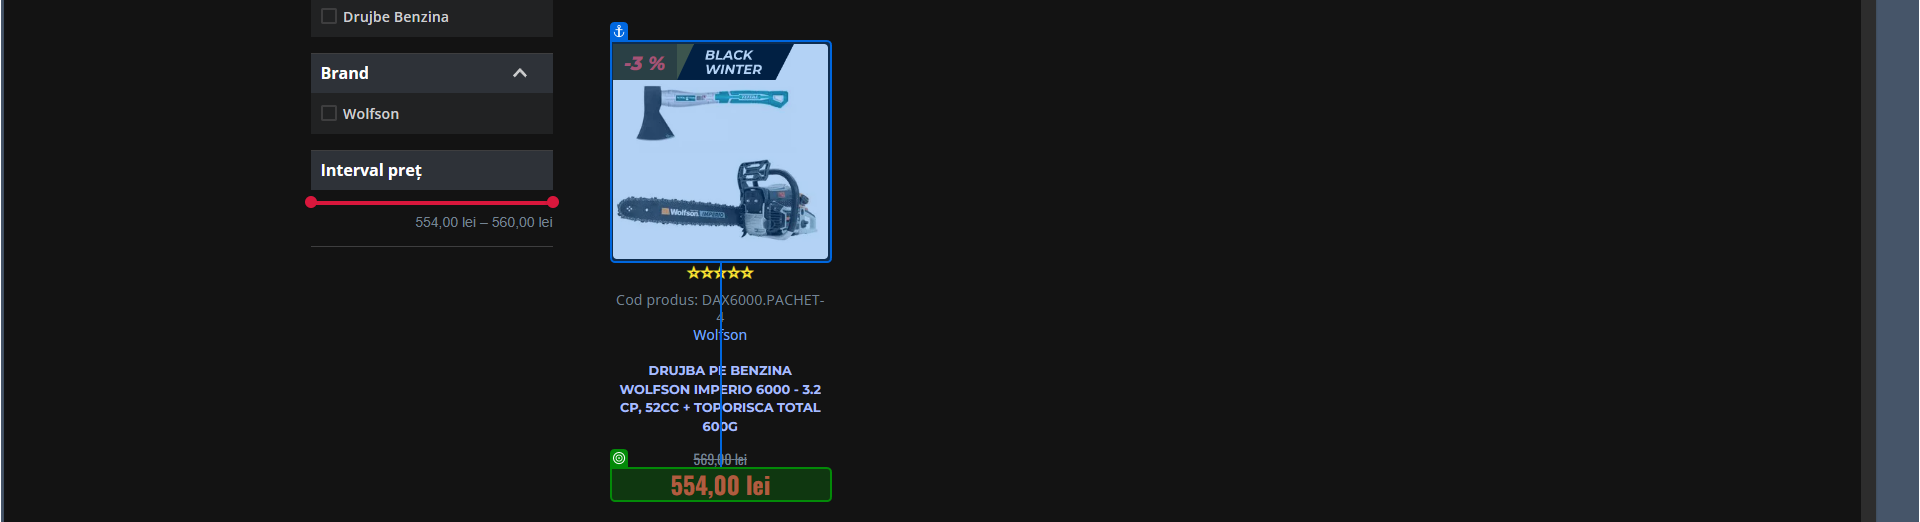 Drujbe Benzina
Brand
Wolfson
Interval preț
554,00 lei – 560,00 lei
-3 %
BLACK
WINTER
Wolfson
IMPERIO
Cod produs: DAX6000.PACHET-
4
Wolfson
DRUJBA PE BENZINA
WOLFSON IMPERIO 6000 - 3.2
CP, 52CC + TOPORISCA TOTAL
600G
569,00 lei
554,00 lei